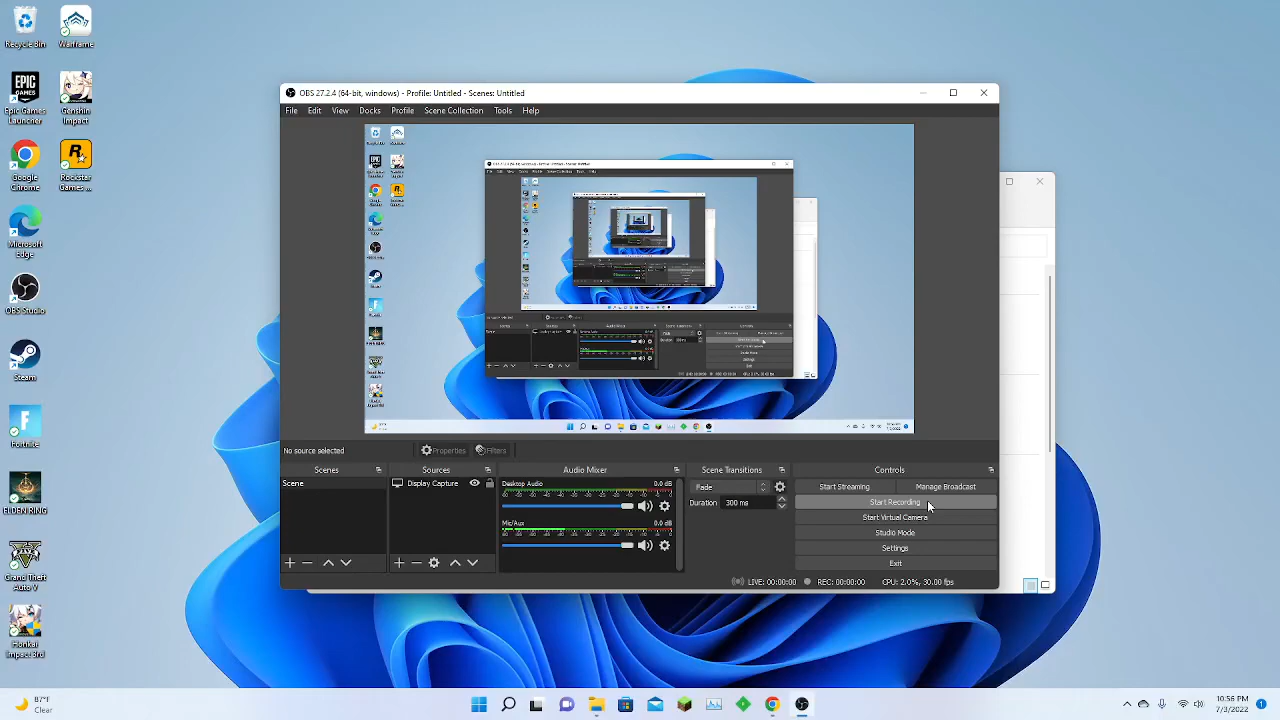 Recycle Bin
Warframe
Epic Games
Launcher
Genshin
Impact
Google
Chrome
Rockstar
Games ...
Microsoft
Edge
OBS Studio
Steam
Fortnite
Grand Theft
Auto V
Honkai
Impact 3rd
OBS 27.2.4 (64-bit, windows) - Profile: Untitled - Scenes: Untitled
File Edit View Docks Profile Scene Collection Tools Help
No source selected
Properties
Filters
Scenes
Sources
Audio Mixer
Scene Transitions
Controls
Scene
Display Capture
Desktop Audio 0.0 dB
Mic/Aux 0.0 dB
Fade
Duration 300 ms
Start Streaming
Manage Broadcast
Start Recording
Start Virtual Camera
Studio Mode
Settings
Exit
LIVE: 00:00:00
REC: 00:00:00
CPU: 2.0%, 30.00 fps
Clear
10:56 PM
7/3/2022